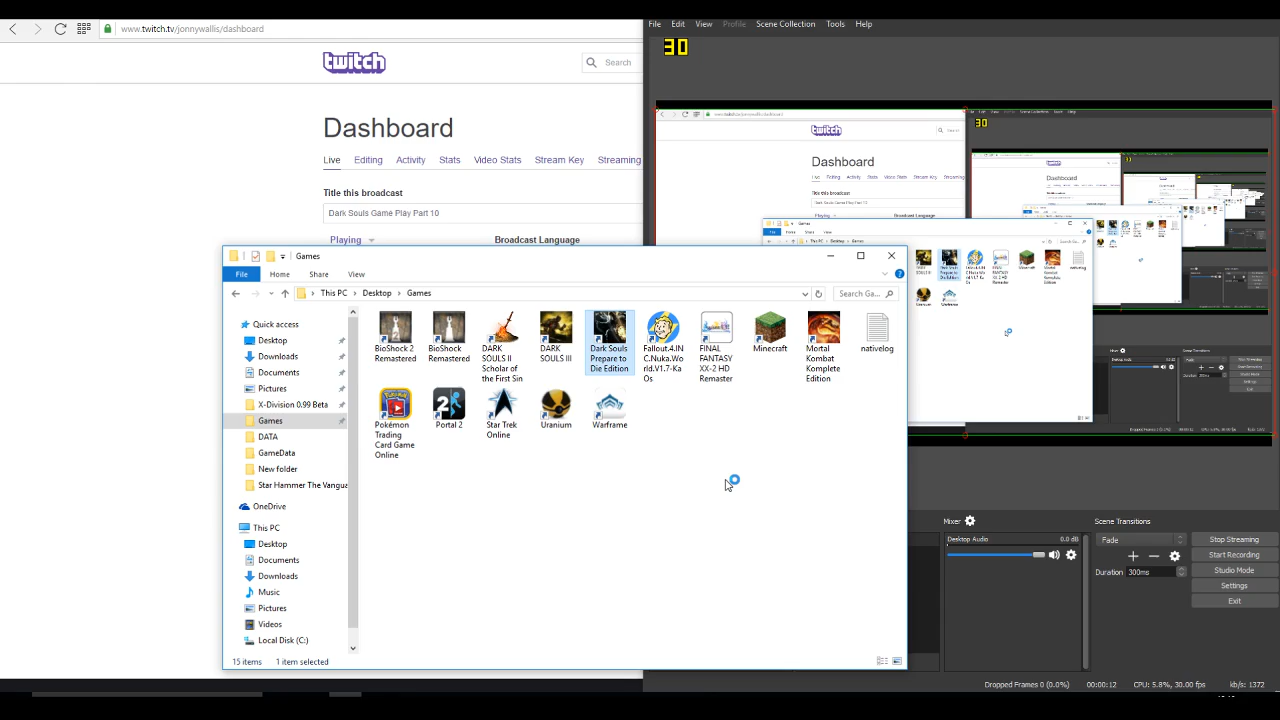 www.twitch.tv/jonnywallis/dashboard
twitch
Search
Dashboard
Live Editing Activity Stats Video Stats Stream Key Streaming
Title this broadcast
Dark Souls Game Play Part 10
Playing Broadcast Language
File Edit View Profile Scene Collection Tools Help
30
Games
File Home Share View
This PC Desktop Games
Search Ga...
Quick access
Desktop
Downloads
Documents
Pictures
X-Division 0.99 Beta
Games
DATA
GameData
New folder
Star Hammer The Vangua
OneDrive
This PC
Desktop
Documents
Downloads
Music
Pictures
Videos
Local Disk (C:)
BioShock 2
Remastered
BioShock
Remastered
DARK
SOULS II
Scholar of
the First Sin
DARK
SOULS III
Dark Souls
Prepare to
Die Edition
Fallout.4.INC.Nuka.World.V1.7-KaOs
FINAL
FANTASY
XX-2 HD
Remaster
Minecraft
Mortal
Kombat
Komplete
Edition
nativelog
Pokémon
Trading
Card Game
Online
Portal 2
Star Trek
Online
Uranium
Warframe
15 items 1 item selected
Mixer
Desktop Audio 0.0 dB
Scene Transitions
Fade
Duration 300ms
Stop Streaming
Start Recording
Studio Mode
Settings
Exit
Dropped Frames 0 (0.0%) 00:00:12 CPU: 5.8%, 30.00 fps kb/s: 1372